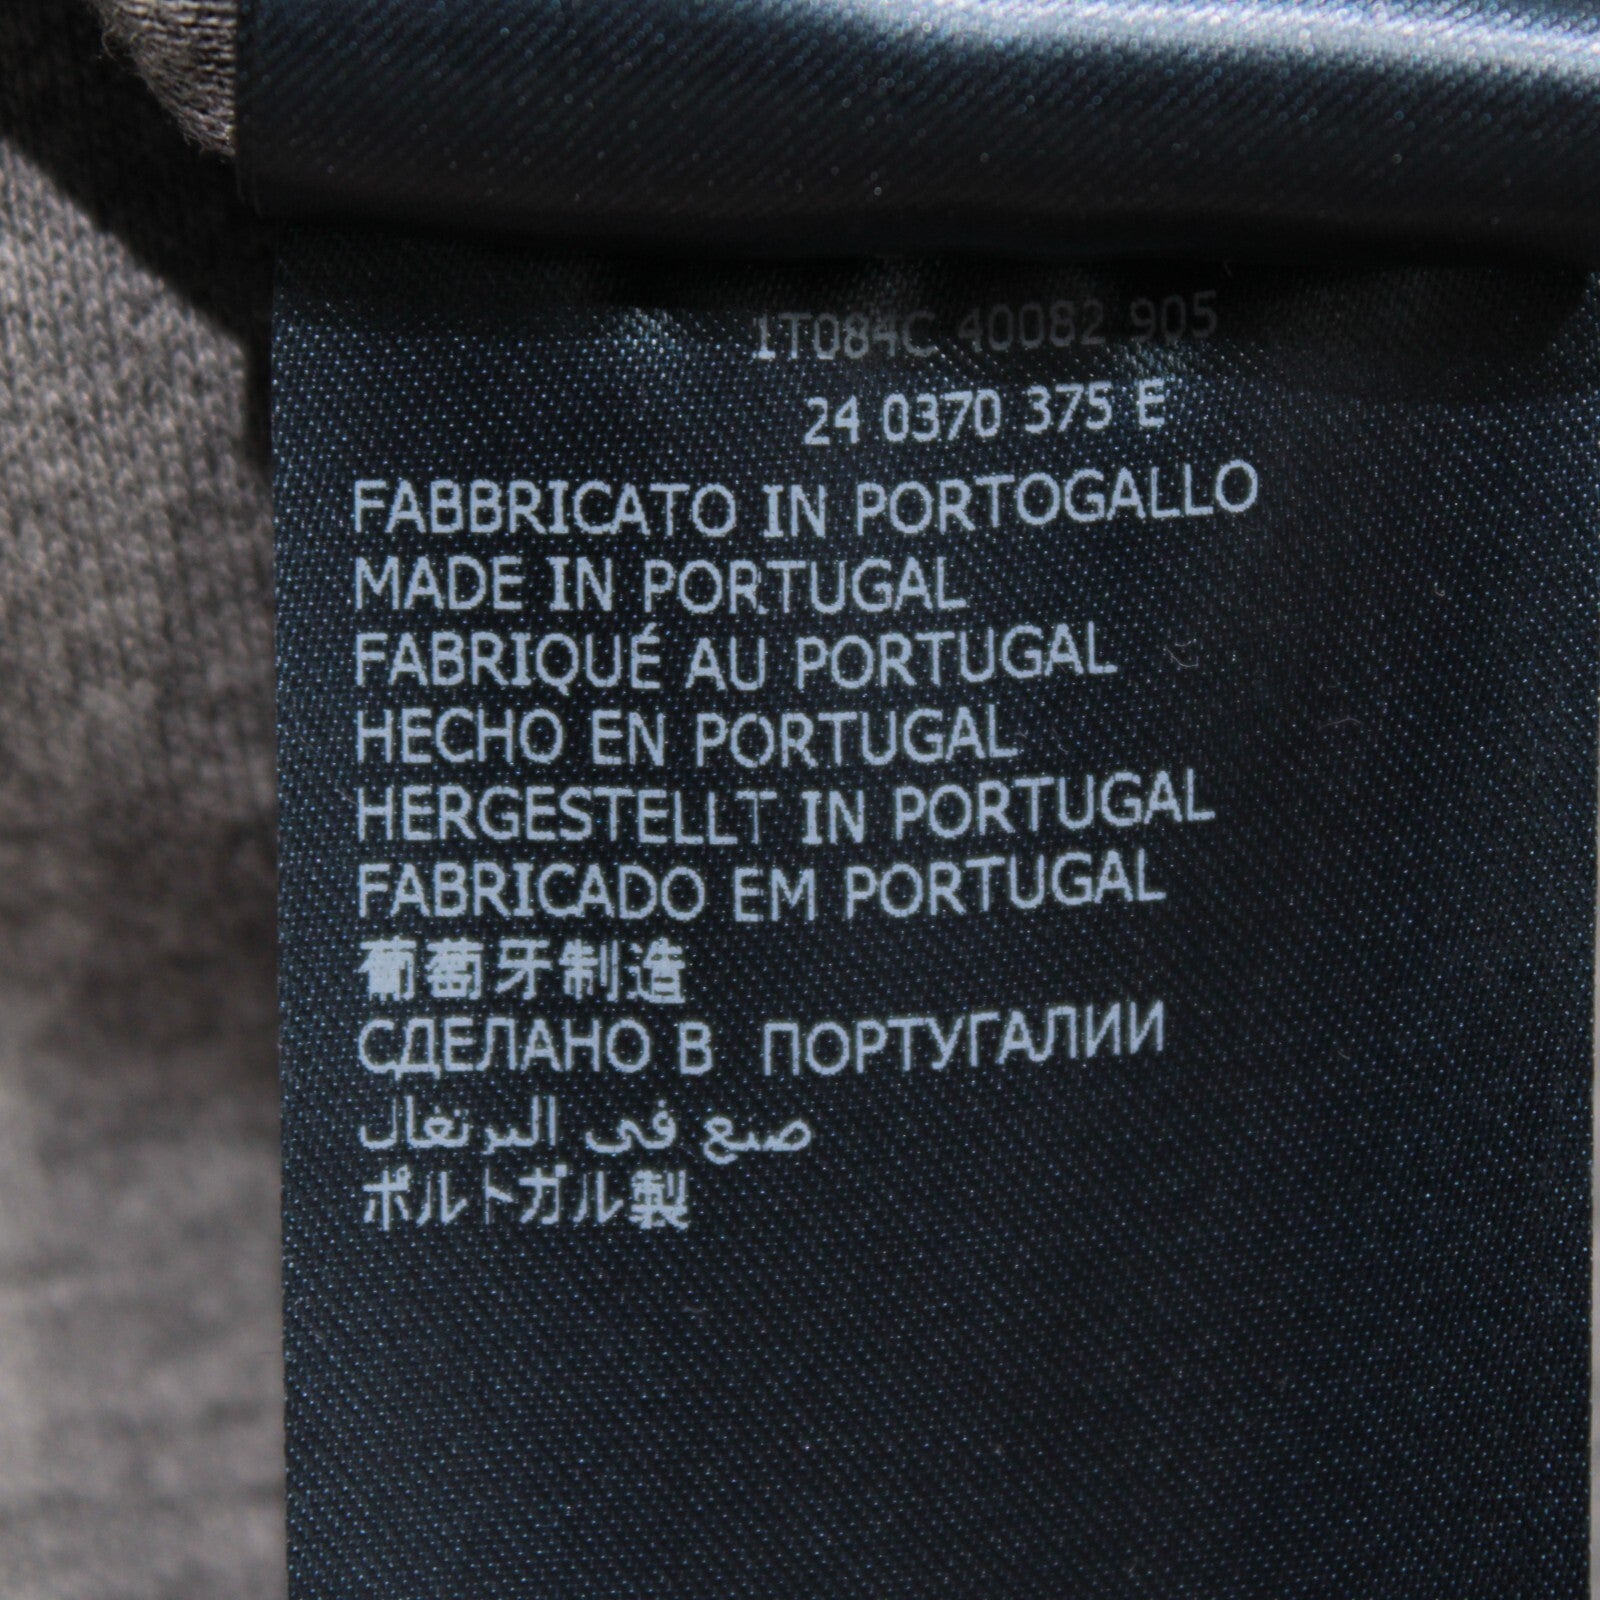 1T084C 40082 905
24 0370 375 E
FABBRICATO IN PORTOGALLO
MADE IN PORTUGAL
FABRIQUÉ AU PORTUGAL
HECHO EN PORTUGAL
HERGESTELLT IN PORTUGAL
FABRICADO EM PORTUGAL
葡萄牙制造
СДЕЛАНО В ПОРТУГАЛИИ
صنع في البرتغال
ポルトガル製